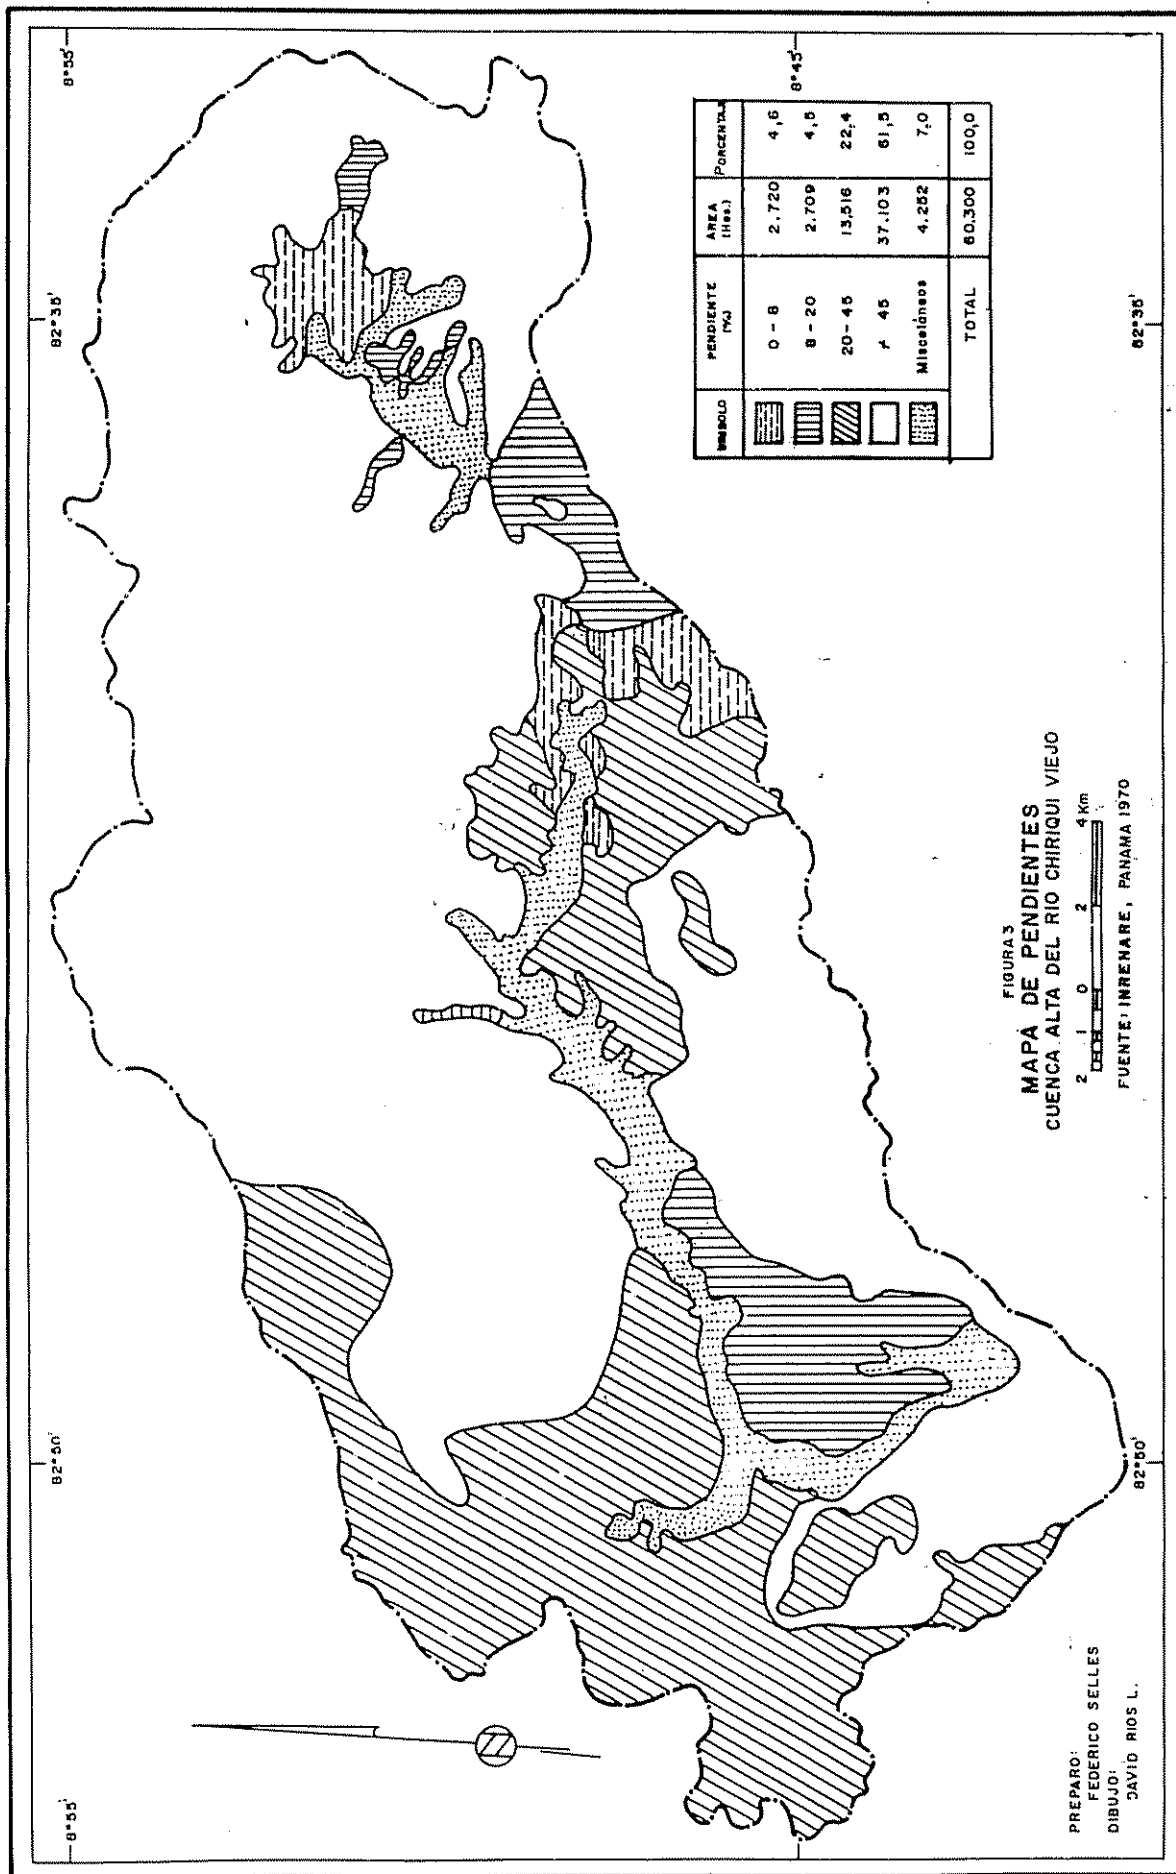 8°55'
82°50'
82°35'
8°55'
8°45'
SIMBOLO PENDIENTE (%) AREA (Has.) PORCENTAJE
0 - 8 2.720 4,6
8 - 20 2.709 4,5
20 - 45 13,516 22,4
45 37.103 61,5
Misceláneos 4.252 7,0
TOTAL 60.300 100,0
FIGURA 3
MAPA DE PENDIENTES
CUENCA ALTA DEL RIO CHIRIQUI VIEJO
2 1 0 2 4 Km
FUENTE: INRENARE, PANAMA 1970
PREPARO:
FEDERICO SELLES
DIBUJO:
DAVID RIOS L.
82°50'
82°35'